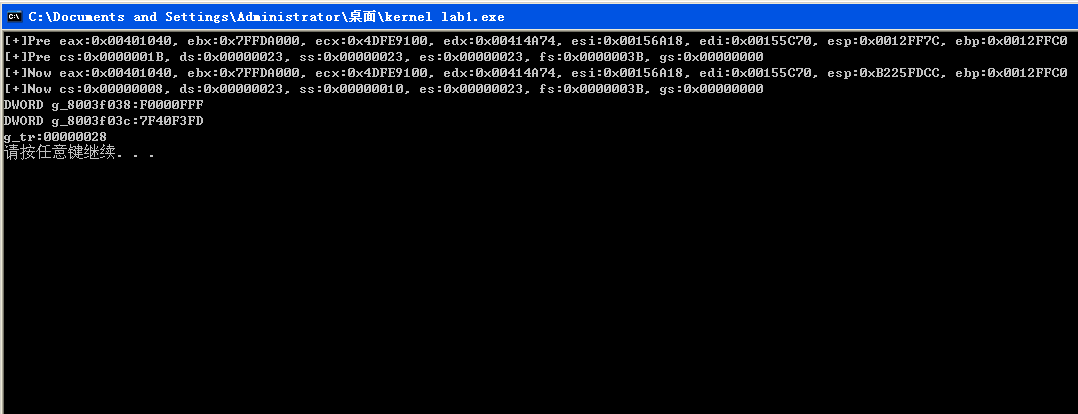 C:\Documents and Settings\Administrator\桌面\kernel lab1.exe
[+]Pre eax:0x00401040, ebx:0x7FFDA000, ecx:0x4DFE9100, edx:0x00414A74, esi:0x00156A18, edi:0x00155C70, esp:0x0012FF7C, ebp:0x0012FFC0
[+]Pre cs:0x0000001B, ds:0x00000023, ss:0x00000023, es:0x00000023, fs:0x0000003B, gs:0x00000000
[+]Now eax:0x00401040, ebx:0x7FFDA000, ecx:0x4DFE9100, edx:0x00414A74, esi:0x00156A18, edi:0x00155C70, esp:0xB225FDCC, ebp:0x0012FFC0
[+]Now cs:0x00000008, ds:0x00000023, ss:0x00000010, es:0x00000023, fs:0x0000003B, gs:0x00000000
DWORD g_8003f038:F0000FFF
DWORD g_8003f03c:7F40F3FD
g_tr:00000028
请按任意键继续. . .